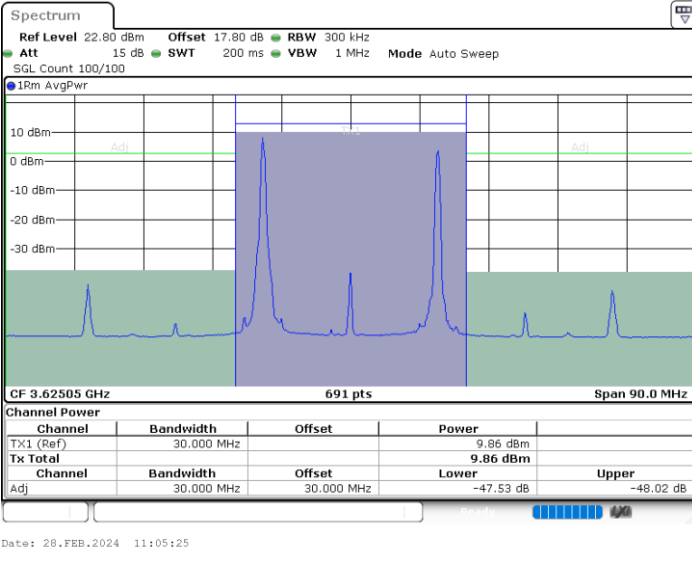 Spectrum
Ref Level 22.80 dBm Offset 17.80 dB RBW 300 kHz
Att 15 dB SWT 200 ms VBW 1 MHz Mode Auto Sweep
SGL Count 100/100
1Rm AvgPwr
TX1
10 dBm
Adj Adj
0 dBm
-10 dBm
-20 dBm
-30 dBm
CF 3.62505 GHz 691 pts Span 90.0 MHz
Channel Power
Channel Bandwidth Offset Power
TX1 (Ref) 30.000 MHz 9.86 dBm
Tx Total 9.86 dBm
Channel Bandwidth Offset Lower Upper
Adj 30.000 MHz 30.000 MHz -47.53 dB -48.02 dB
Ready
Date: 28.FEB.2024 11:05:25